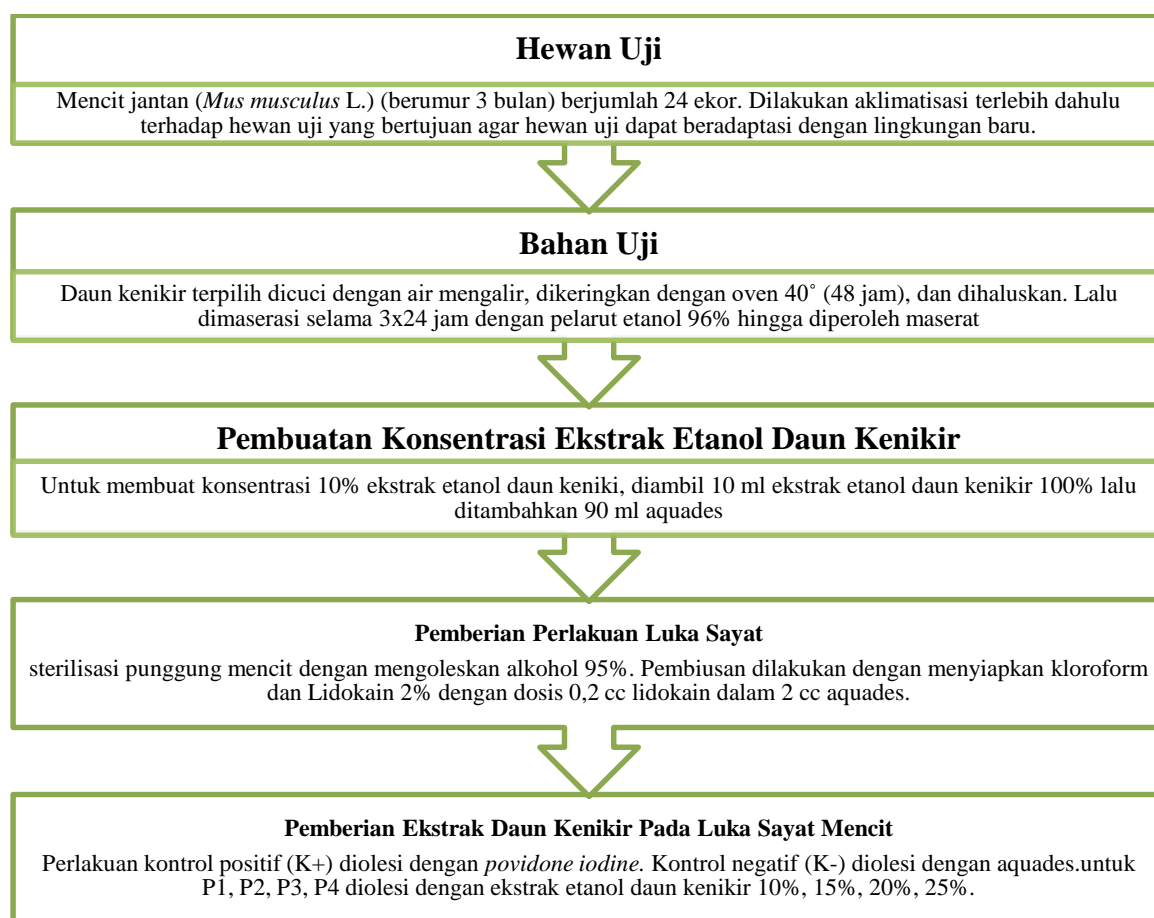 Hewan Uji
Mencit jantan (Mus musculus L.) (berumur 3 bulan) berjumlah 24 ekor. Dilakukan aklimatisasi terlebih dahulu
terhadap hewan uji yang bertujuan agar hewan uji dapat beradaptasi dengan lingkungan baru.
Bahan Uji
Daun kenikir terpilih dicuci dengan air mengalir, dikeringkan dengan oven 40˚ (48 jam), dan dihaluskan. Lalu
dimaserasi selama 3x24 jam dengan pelarut etanol 96% hingga diperoleh maserat
Pembuatan Konsentrasi Ekstrak Etanol Daun Kenikir
Untuk membuat konsentrasi 10% ekstrak etanol daun keniki, diambil 10 ml ekstrak etanol daun kenikir 100% lalu
ditambahkan 90 ml aquades
Pemberian Perlakuan Luka Sayat
sterilisasi punggung mencit dengan mengoleskan alkohol 95%. Pembiusan dilakukan dengan menyiapkan kloroform
dan Lidokain 2% dengan dosis 0,2 cc lidokain dalam 2 cc aquades.
Pemberian Ekstrak Daun Kenikir Pada Luka Sayat Mencit
Perlakuan kontrol positif (K+) diolesi dengan povidone iodine. Kontrol negatif (K-) diolesi dengan aquades.untuk
P1, P2, P3, P4 diolesi dengan ekstrak etanol daun kenikir 10%, 15%, 20%, 25%.